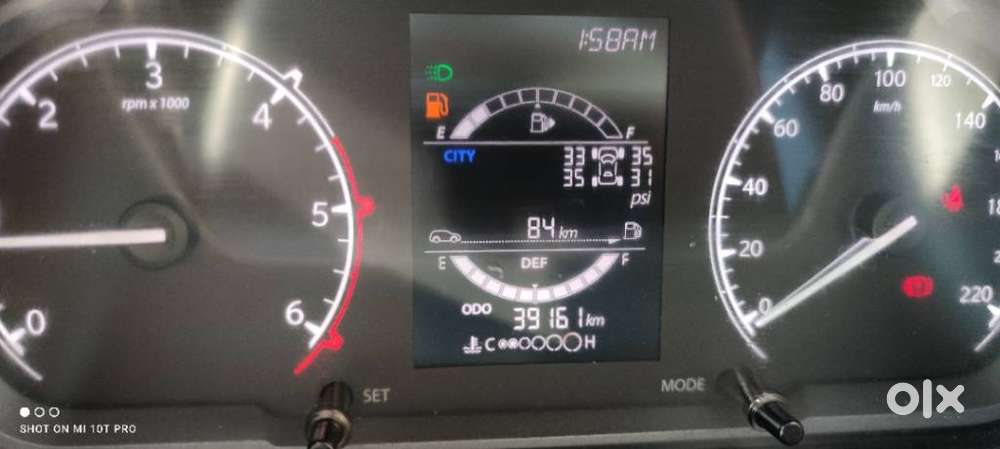 1:58AM
0
2
3
4
5
6
rpm x 1000
E F
CITY
33 35
35 31
psi
84 km
E DEF F
ODO 39161 km
C H
0
20
40
60
80
100
120
140
220
km/h
SET
MODE
olx
SHOT ON MI 10T PRO